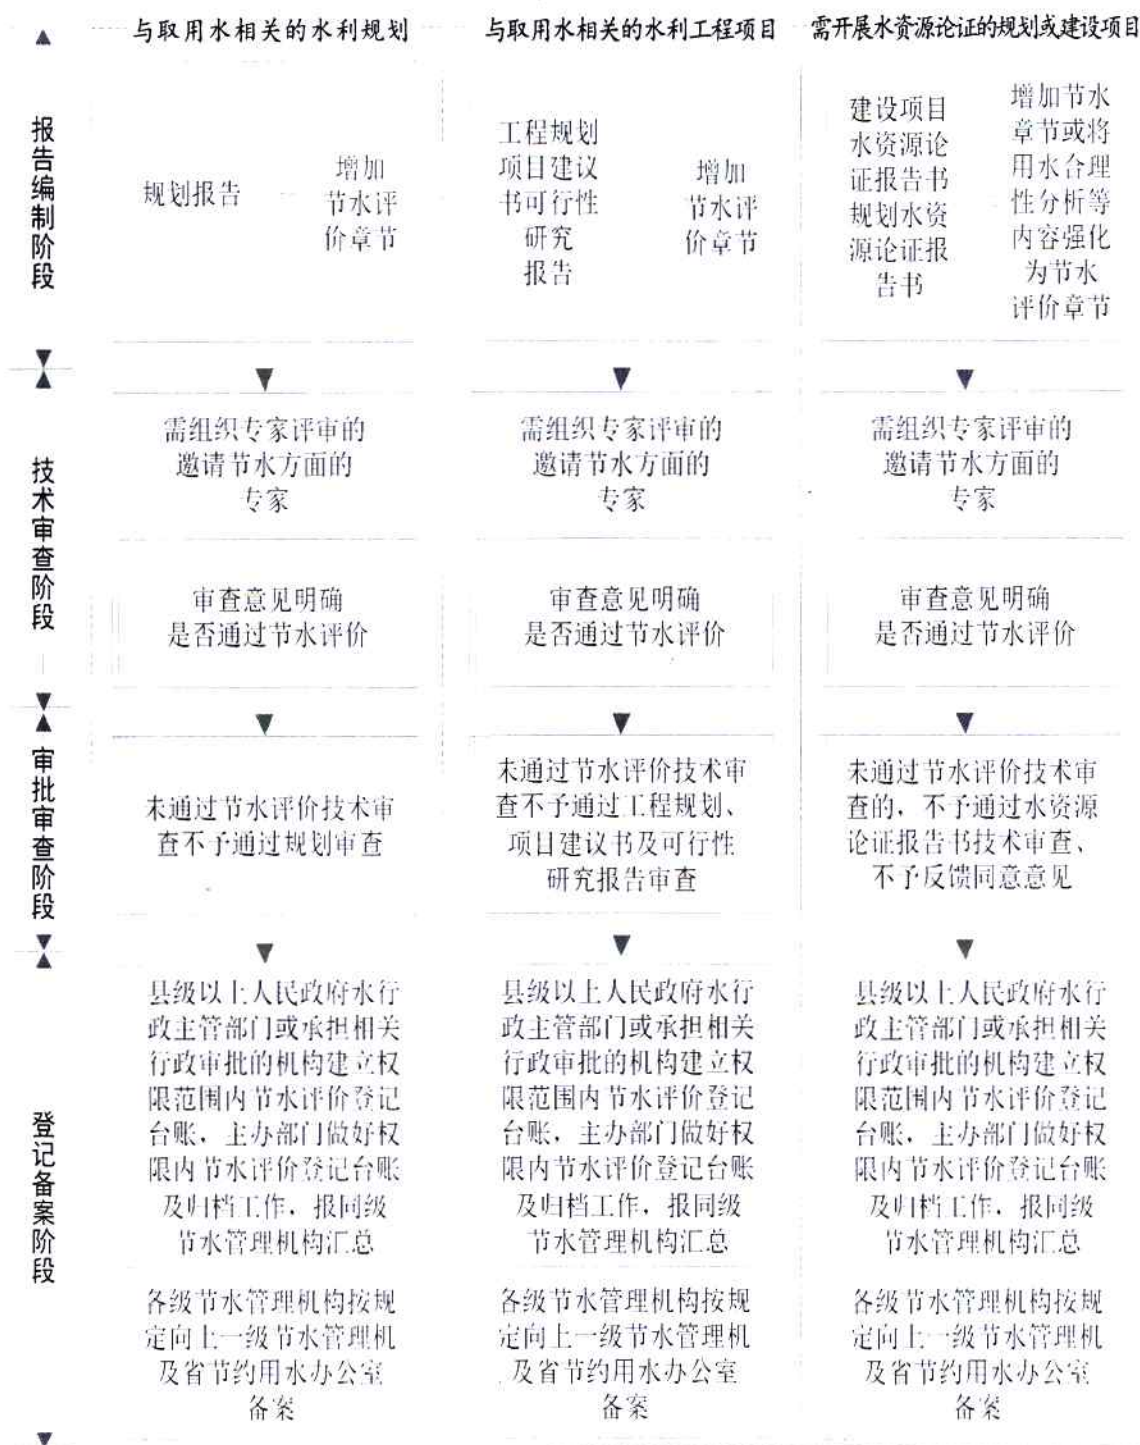 与取用水相关的水利规划
与取用水相关的水利工程项目
需开展水资源论证的规划或建设项目
报告编制阶段
规划报告
增加
节水评
价章节
工程规划
项目建议
书可行性
研究
报告
增加
节水评
价章节
建设项目
水资源论
证报告书
规划水资
源论证报
告书
增加节水
章节或将
用水合理
性分析等
内容强化
为节水
评价章节
技术审查阶段
需组织专家评审的
邀请节水方面的
专家
审查意见明确
是否通过节水评价
需组织专家评审的
邀请节水方面的
专家
审查意见明确
是否通过节水评价
需组织专家评审的
邀请节水方面的
专家
审查意见明确
是否通过节水评价
审批审查阶段
未通过节水评价技术审
查不予通过规划审查
未通过节水评价技术审
查不予通过工程规划、
项目建议书及可行性
研究报告审查
未通过节水评价技术审
查的，不予通过水资源
论证报告书技术审查、
不予反馈同意意见
登记备案阶段
县级以上人民政府水行
政主管部门或承担相关
行政审批的机构建立权
限范围内节水评价登记
台账，主办部门做好权
限内节水评价登记台账
及归档工作，报同级
节水管理机构汇总
各级节水管理机构按规
定向上一级节水管理机
及省节约用水办公室
备案
县级以上人民政府水行
政主管部门或承担相关
行政审批的机构建立权
限范围内节水评价登记
台账，主办部门做好权
限内节水评价登记台账
及归档工作，报同级
节水管理机构汇总
各级节水管理机构按规
定向上一级节水管理机
及省节约用水办公室
备案
县级以上人民政府水行
政主管部门或承担相关
行政审批的机构建立权
限范围内节水评价登记
台账，主办部门做好权
限内节水评价登记台账
及归档工作，报同级
节水管理机构汇总
各级节水管理机构按规
定向上一级节水管理机
及省节约用水办公室
备案